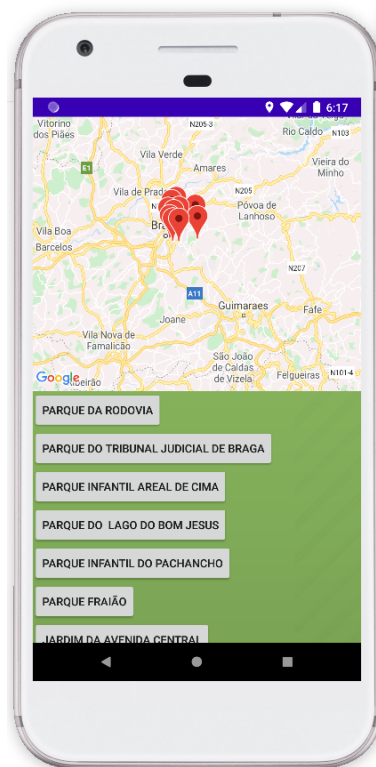 6:17
Vitorino
dos Piães
N205-3
Rio Caldo
N103
E1
Vila Verde
Amares
Vieira do
Minho
Vila de Prado
N205
Póvoa de
Lanhoso
Vila Boa
Barcelos
N207
A11
Guimaraes
Joane
Fafe
Vila Nova de
Famalicão
São João
de Caldas
de Vizela
Felgueiras
N101-4
Google
PARQUE DA RODOVIA
PARQUE DO TRIBUNAL JUDICIAL DE BRAGA
PARQUE INFANTIL AREAL DE CIMA
PARQUE DO  LAGO DO BOM JESUS
PARQUE INFANTIL DO PACHANCHO
PARQUE FRAIÃO
JARDIM DA AVENIDA CENTRAL